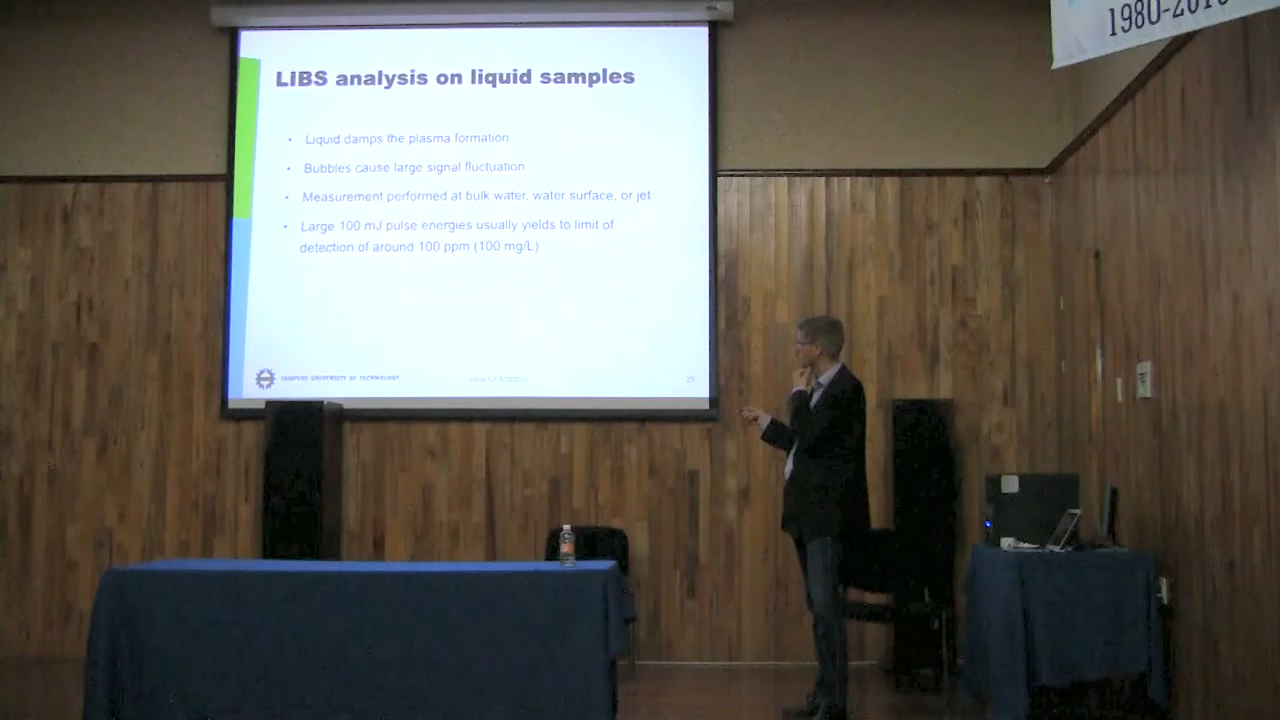 LIBS analysis on liquid samples
• Liquid damps the plasma formation
• Bubbles cause large signal fluctuation
• Measurement performed at bulk water, water surface, or jet
• Large 100 mJ pulse energies usually yields to limit of
detection of around 100 ppm (100 mg/L)
TAMPERE UNIVERSITY OF TECHNOLOGY
25